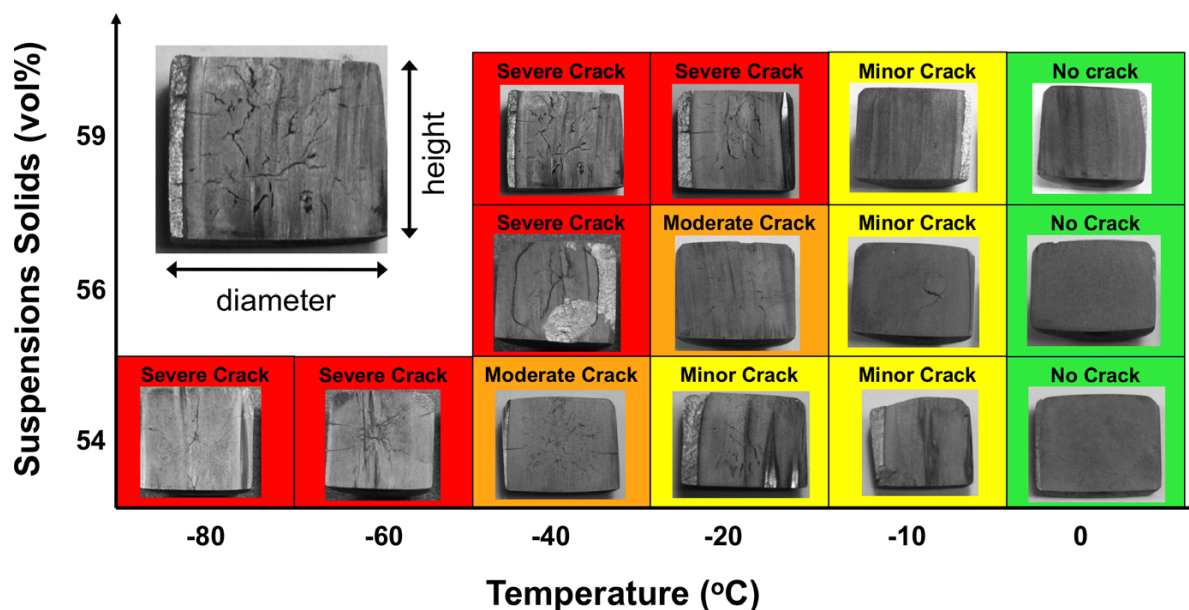 Suspensions Solids (vol%)
59
56
54
height
diameter
Severe Crack
Severe Crack
Minor Crack
No crack
Severe Crack
Moderate Crack
Minor Crack
No Crack
Severe Crack
Severe Crack
Moderate Crack
Minor Crack
Minor Crack
No Crack
-80
-60
-40
-20
-10
0
Temperature (ºC)